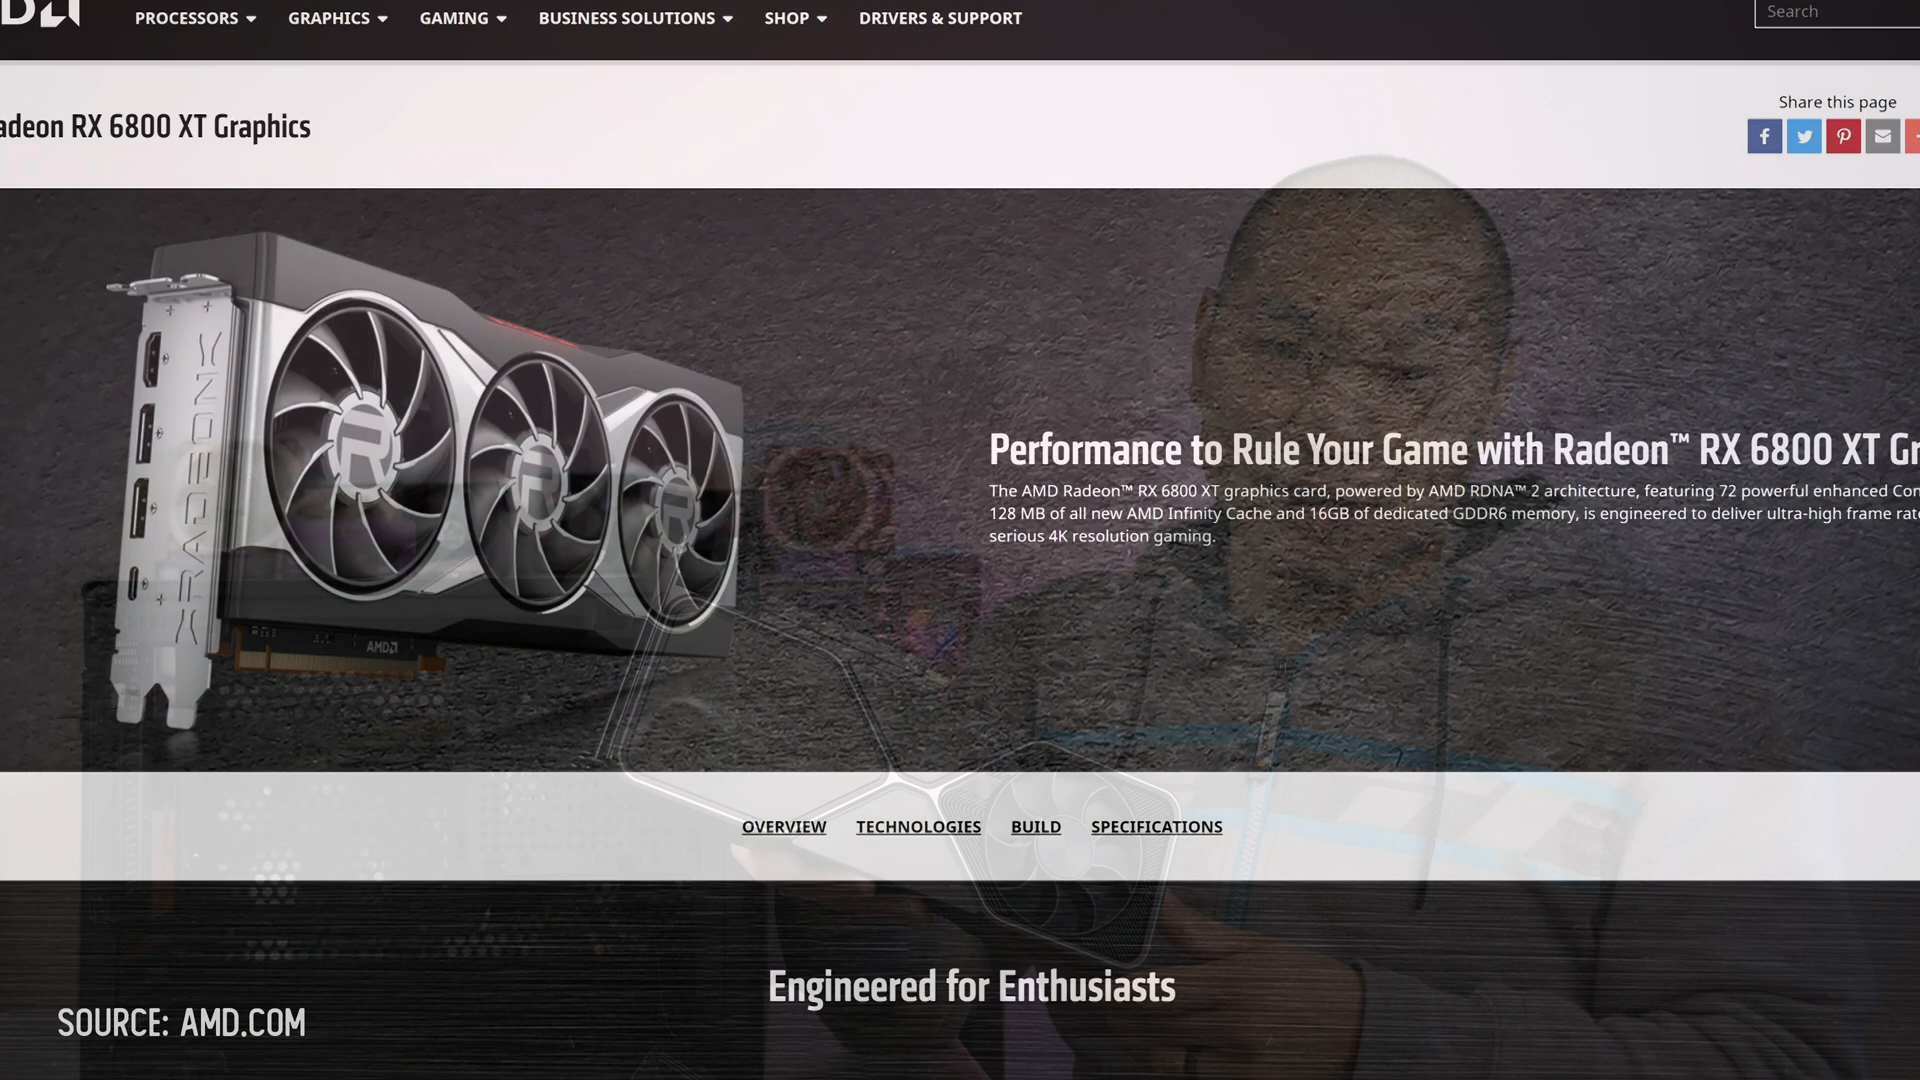 PROCESSORS GRAPHICS GAMING BUSINESS SOLUTIONS SHOP DRIVERS & SUPPORT
Search
Share this page
adeon RX 6800 XT Graphics
RADEON
AMD
Performance to Rule Your Game with Radeon™ RX 6800 XT Gr
The AMD Radeon™ RX 6800 XT graphics card, powered by AMD RDNA™ 2 architecture, featuring 72 powerful enhanced Com
128 MB of all new AMD Infinity Cache and 16GB of dedicated GDDR6 memory, is engineered to deliver ultra-high frame rat
serious 4K resolution gaming.
OVERVIEW TECHNOLOGIES BUILD SPECIFICATIONS
Engineered for Enthusiasts
SOURCE: AMD.COM